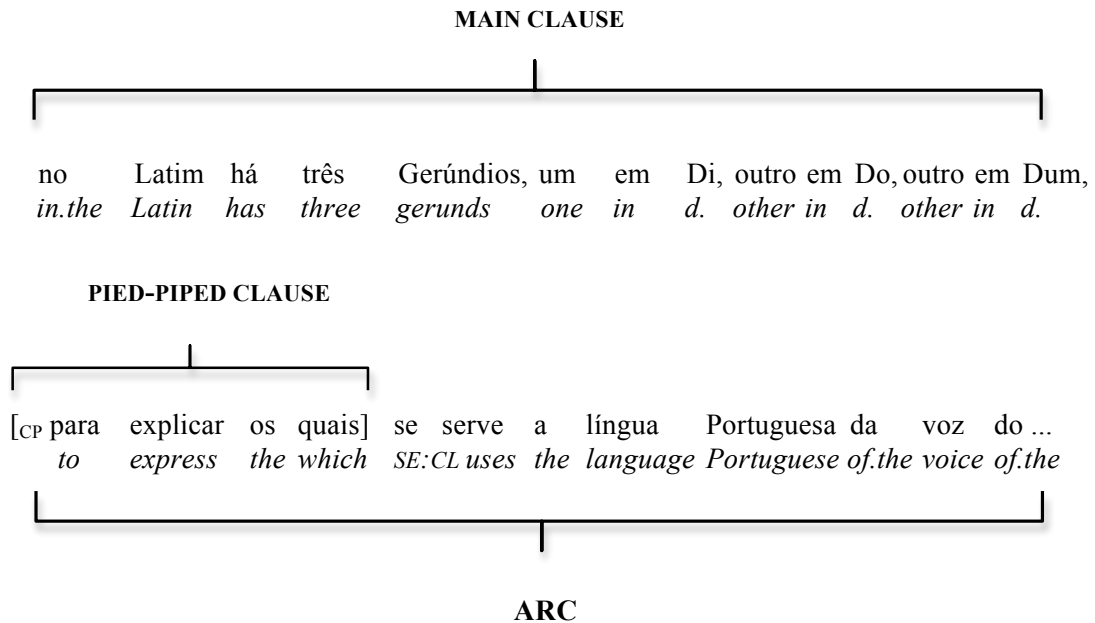 MAIN CLAUSE
no Latim há três Gerúndios, um em Di, outro em Do, outro em Dum,
in.the Latin has three gerunds one in d. other in d. other in d.
PIED-PIPED CLAUSE
[CP para explicar os quais] se serve a língua Portuguesa da voz do ...
to express the which SE:CL uses the language Portuguese of.the voice of.the
ARC